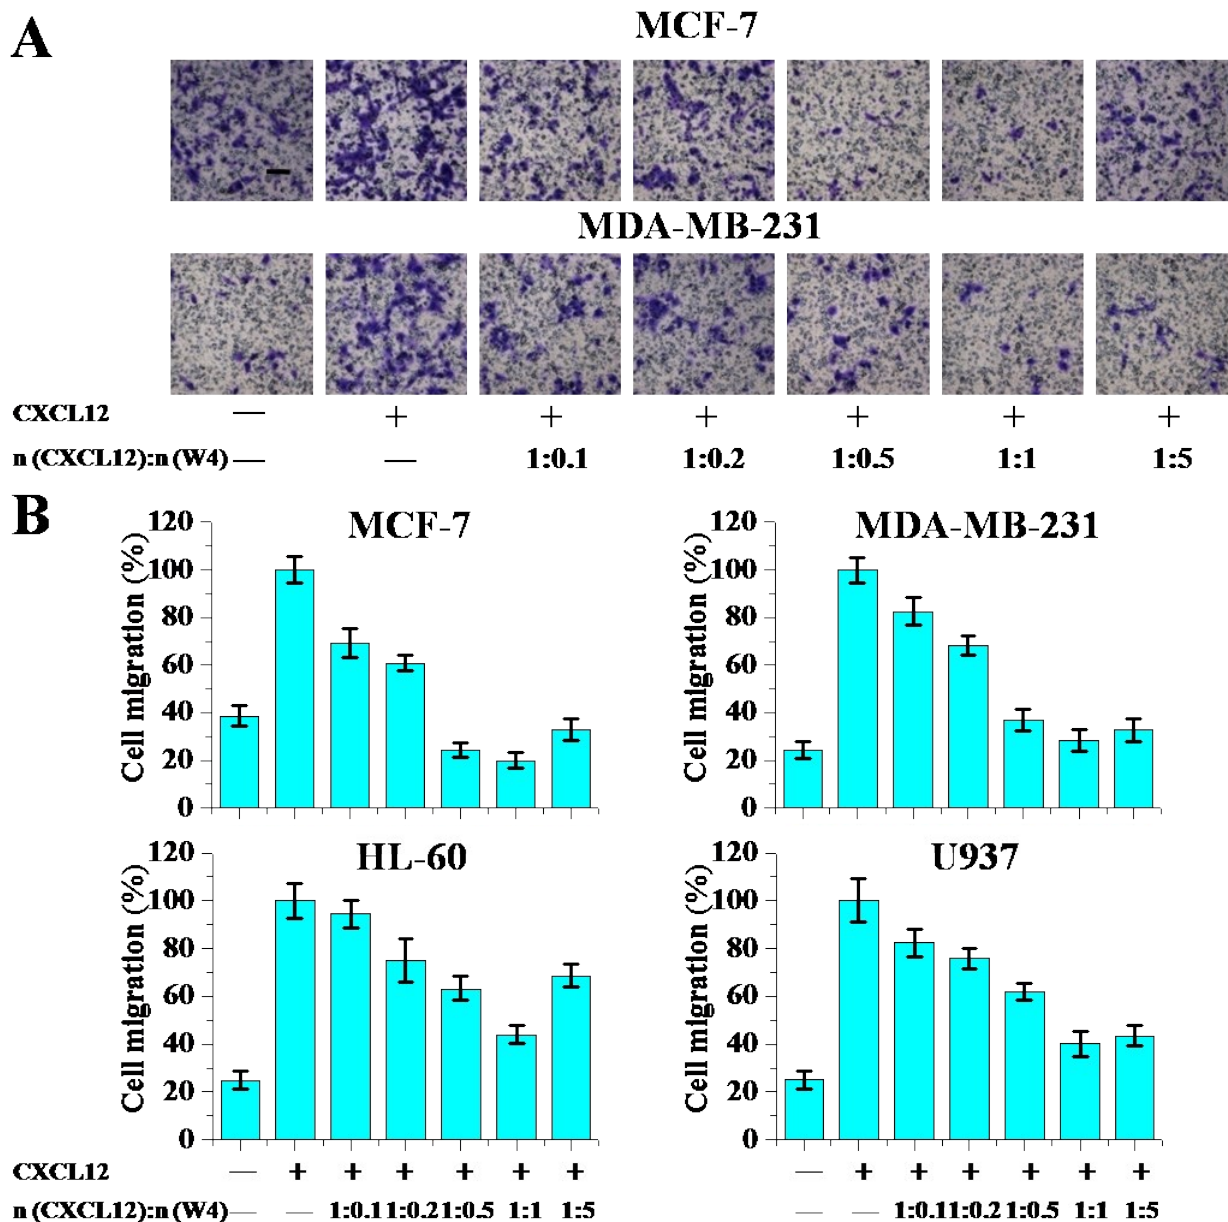 A
MCF-7
MDA-MB-231
CXCL12 — + + + + + +
n (CXCL12):n (W4) — — 1:0.1 1:0.2 1:0.5 1:1 1:5
B
MCF-7
Cell migration (%)
120
100
80
60
40
20
0
MDA-MB-231
Cell migration (%)
120
100
80
60
40
20
0
HL-60
Cell migration (%)
120
100
80
60
40
20
0
U937
Cell migration (%)
120
100
80
60
40
20
0
CXCL12 — + + + + + + — + + + + + +
n (CXCL12):n (W4) — — 1:0.1 1:0.2 1:0.5 1:1 1:5 — — 1:0.1 1:0.2 1:0.5 1:1 1:5